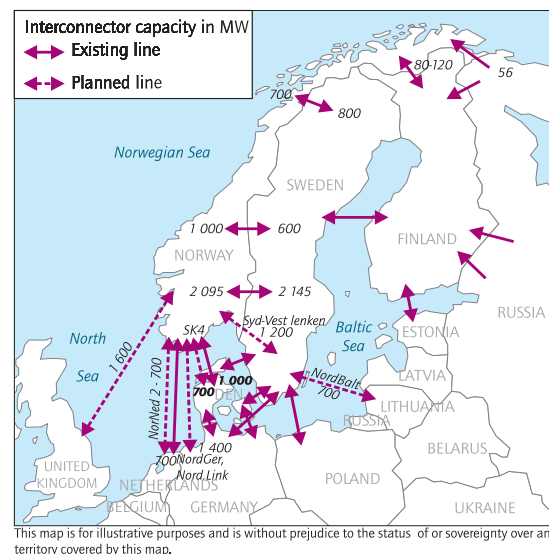 Interconnector capacity in MW
Existing line
Planned line
700
80-120
56
800
Norwegian Sea
SWEDEN
1 000
600
NORWAY
FINLAND
2 095
2 145
RUSSIA
SK4
Syd-Vest lenken
1 200
Baltic
Sea
ESTONIA
North
Sea
1,600
NorNed 2 - 700
1 000
700
DEN
NordBalt
700
LATVIA
LITHUANIA
RUSSIA
1 400
700
NordGer,
Nord.Link
UNITED
KINGDOM
NETHERLANDS
BELGIUM
GERMANY
POLAND
BELARUS
UKRAINE
This map is for illustrative purposes and is without prejudice to the status of or sovereignty over an
territory covered by this map.